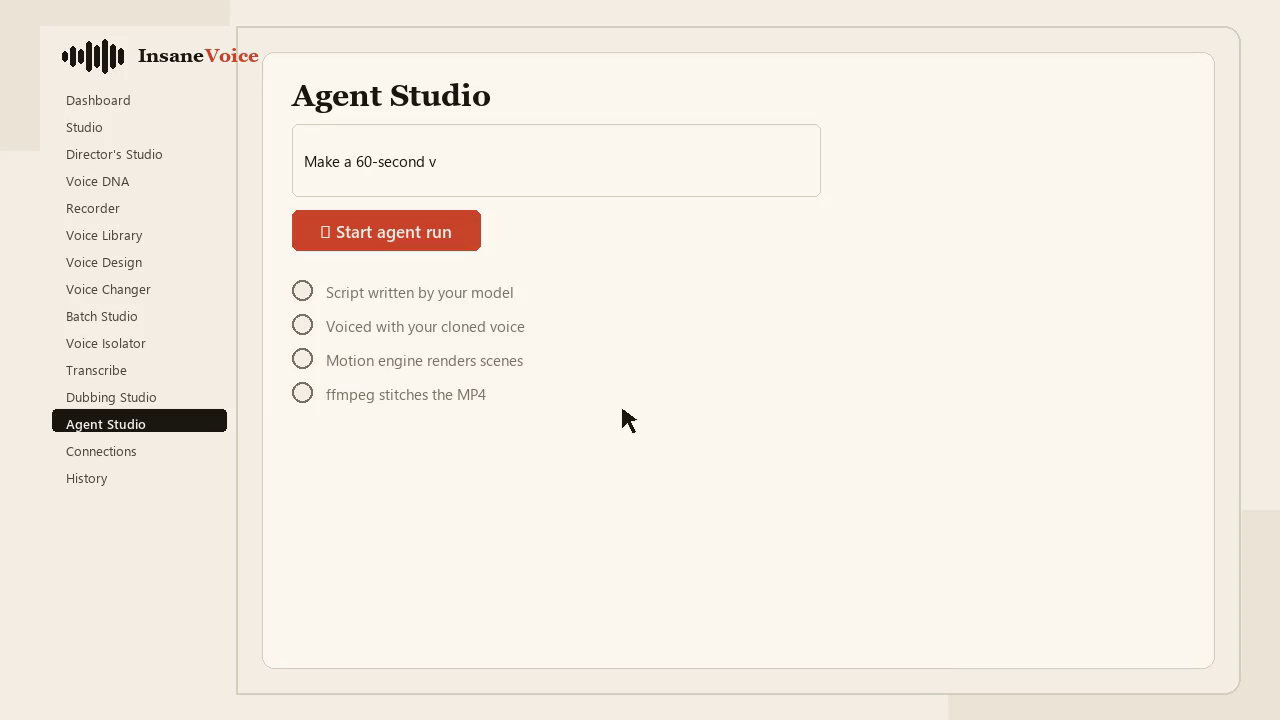 InsaneVoice
Dashboard
Studio
Director's Studio
Voice DNA
Recorder
Voice Library
Voice Design
Voice Changer
Batch Studio
Voice Isolator
Transcribe
Dubbing Studio
Agent Studio
Connections
History
Agent Studio
Make a 60-second v
Start agent run
Script written by your model
Voiced with your cloned voice
Motion engine renders scenes
ffmpeg stitches the MP4